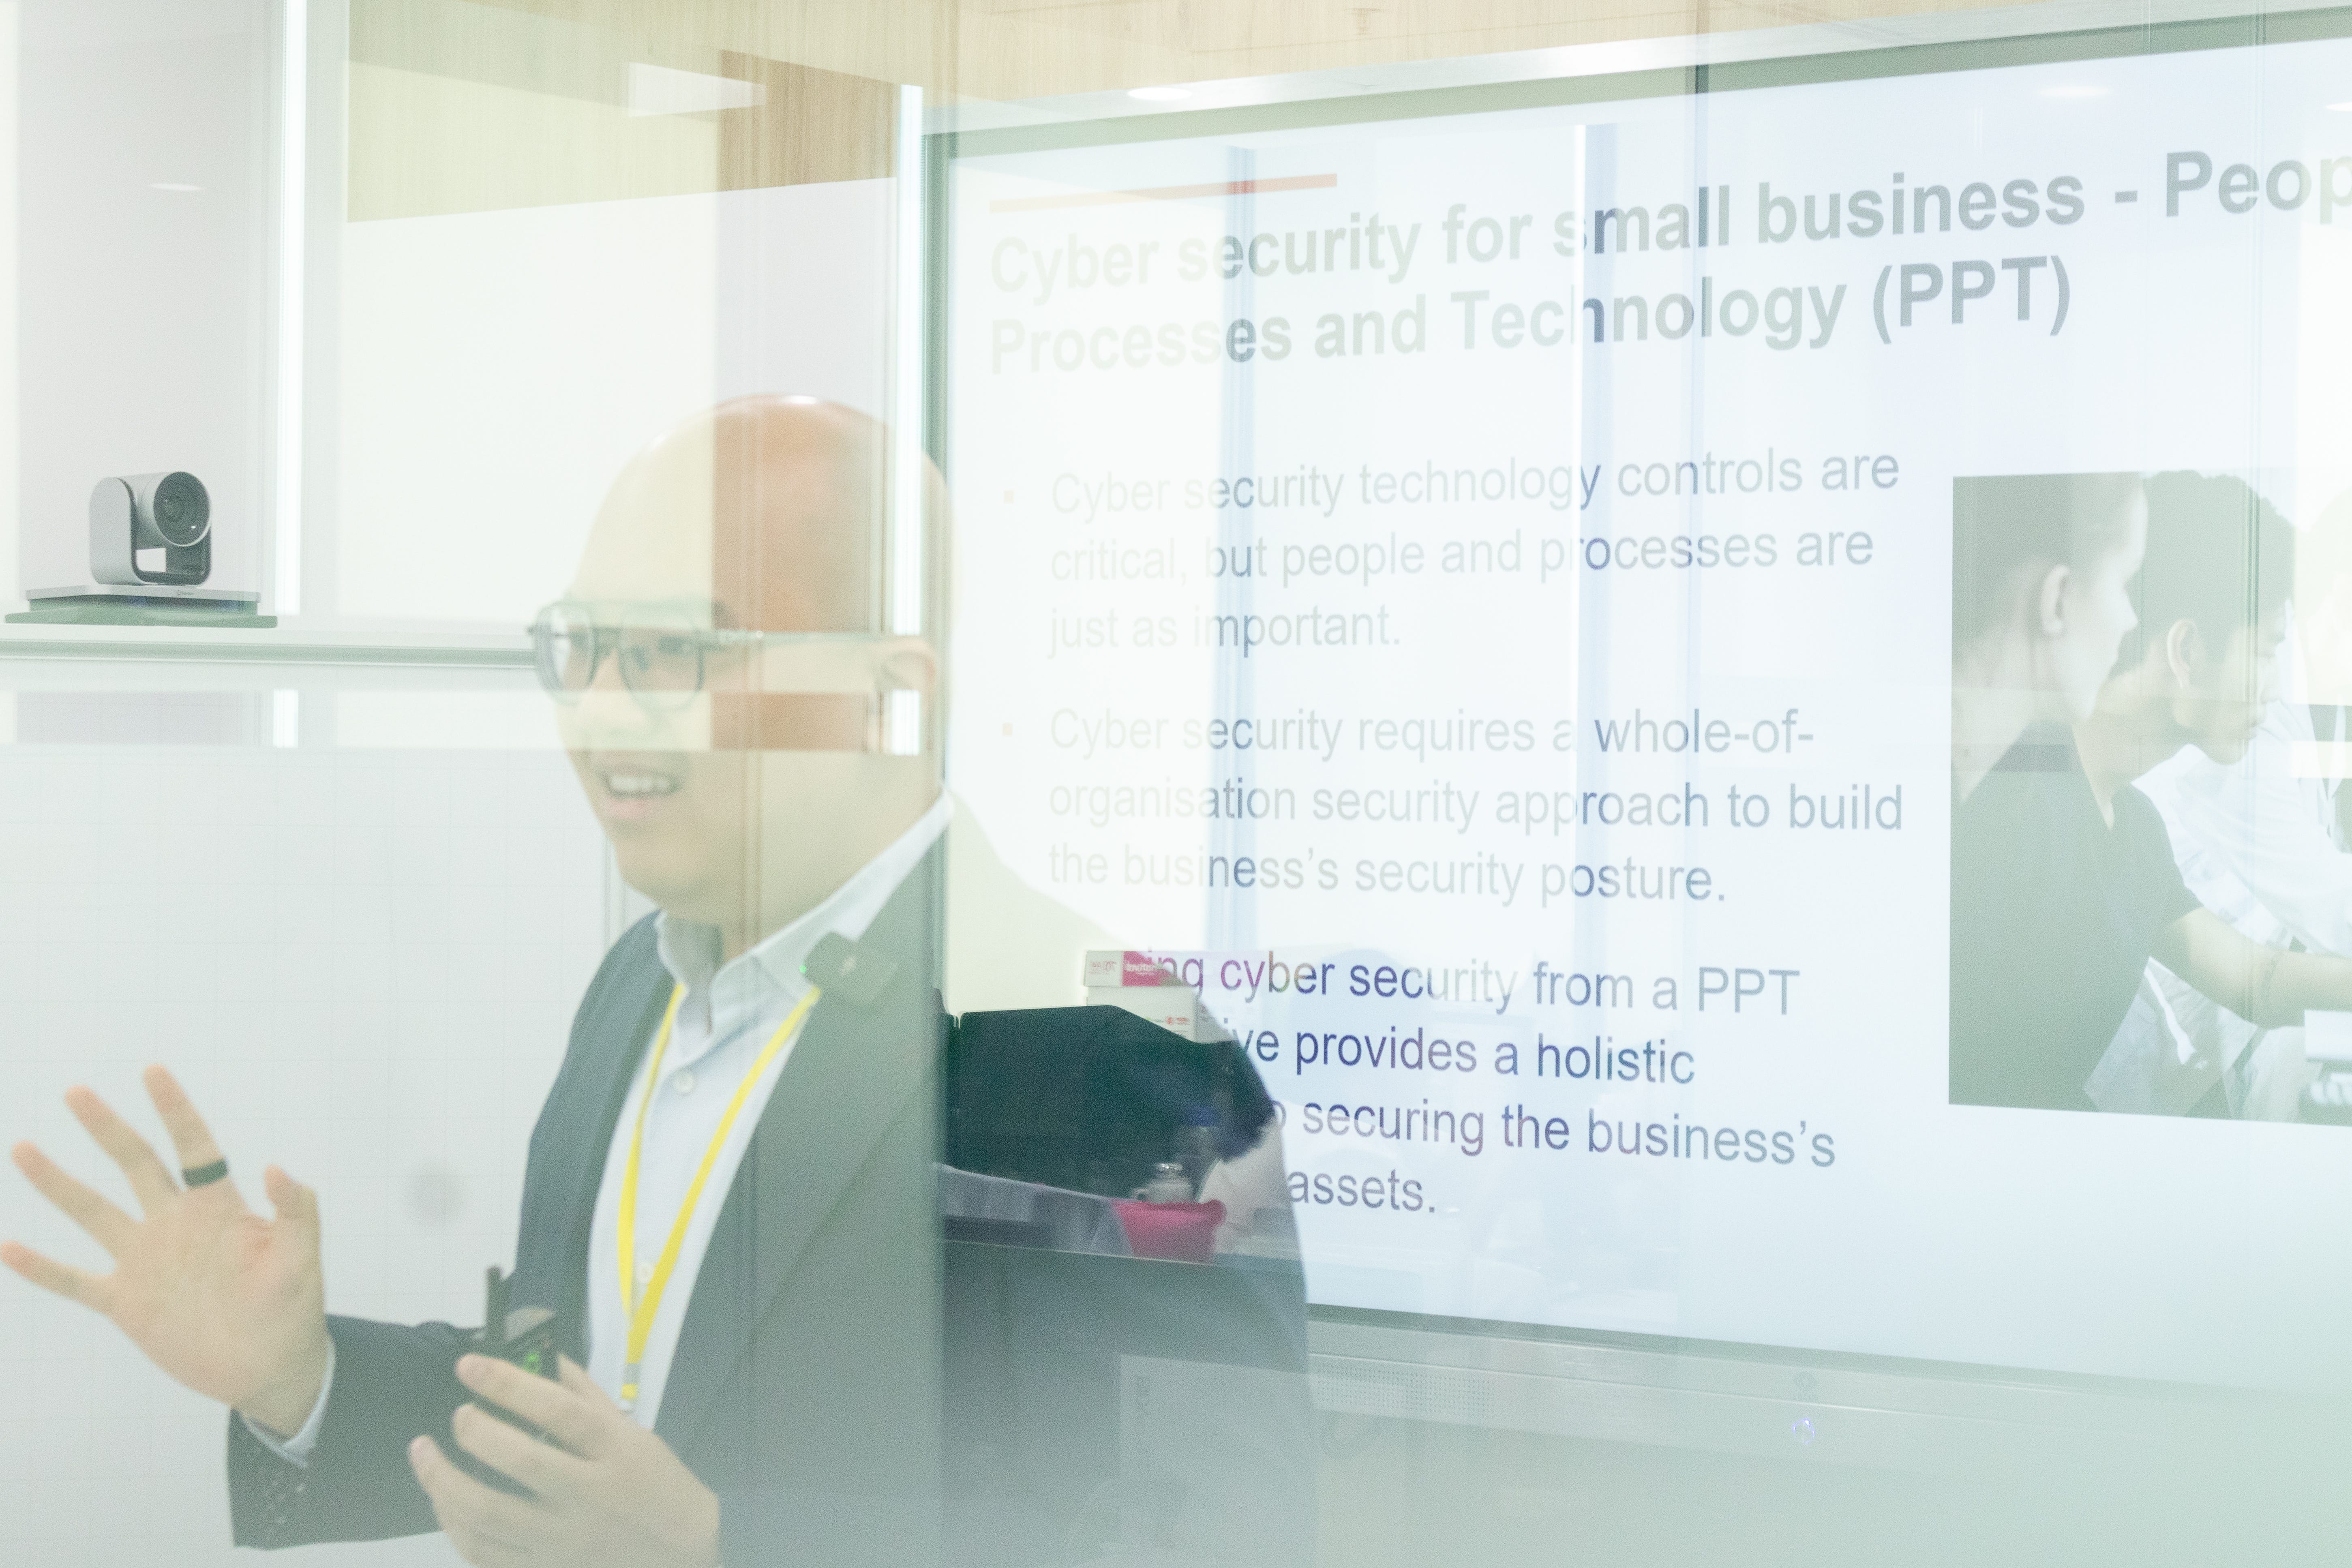 Cyber security for small business - Peop
Processes and Technology (PPT)
Cyber security technology controls are
critical, but people and processes are
just as important.
Cyber security requires a whole-of-
organisation security approach to build
the business's security posture.
ing cyber security from a PPT
ve provides a holistic
securing the business's
assets.